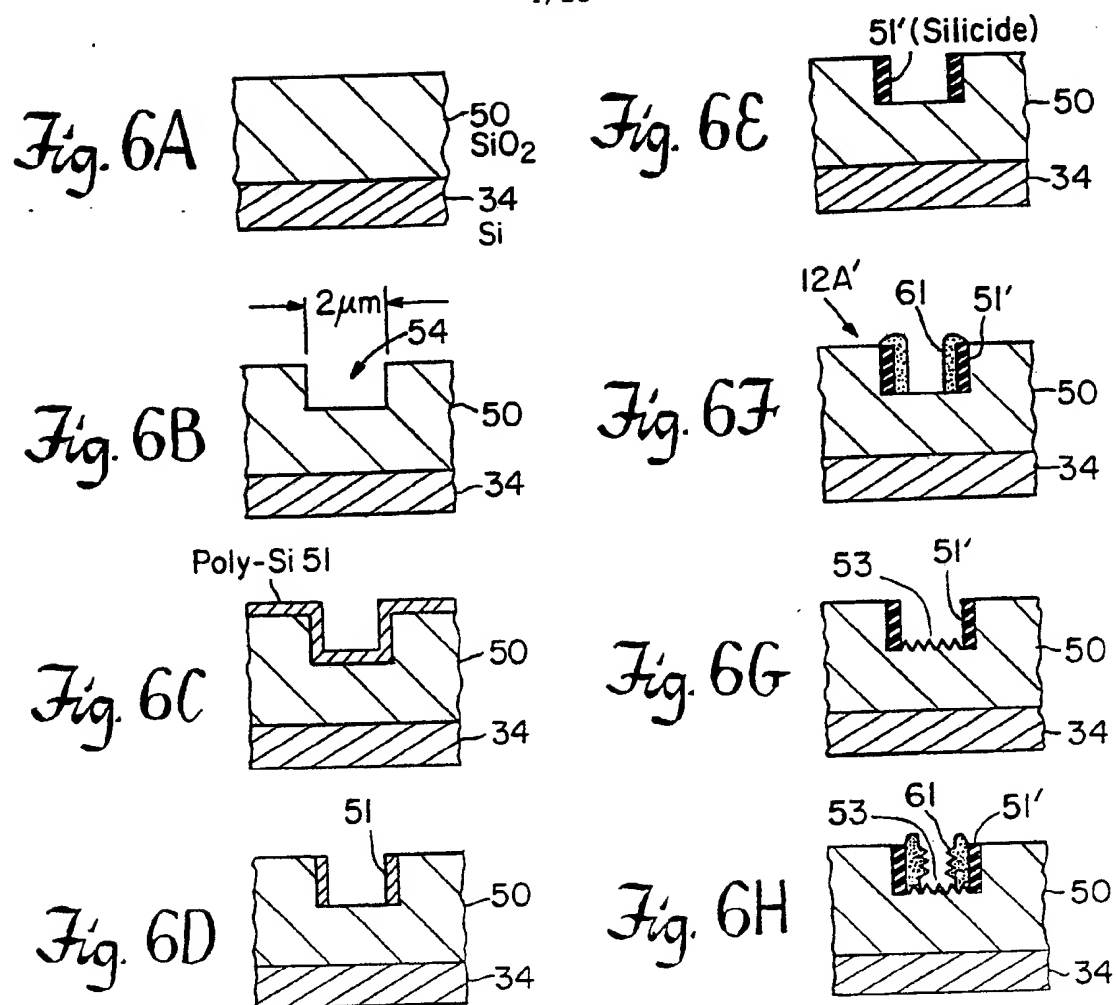 Fig. 6A
50
SiO2
34
Si
Fig. 6B
2μm
54
50
34
Fig. 6C
Poly-Si 51
50
34
Fig. 6D
51
50
34
Fig. 6E
51' (Silicide)
50
34
Fig. 6F
12A'
61
51'
50
34
Fig. 6G
53
51'
50
34
Fig. 6H
53
61
51'
50
34